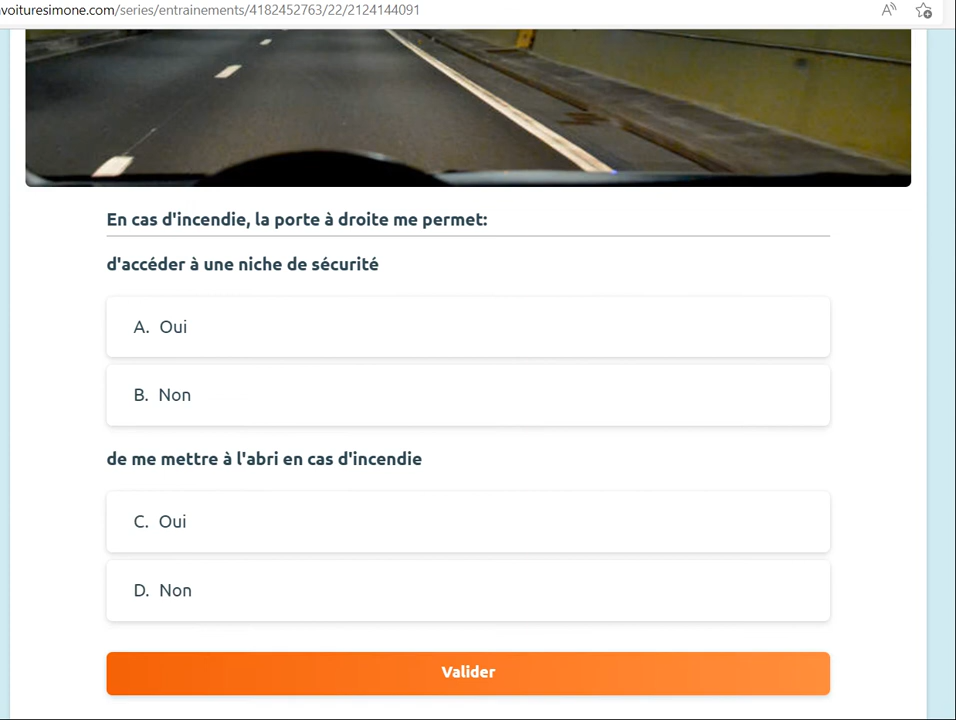 voituresimone.com/series/entrainements/4182452763/22/2124144091
En cas d'incendie, la porte à droite me permet:
d'accéder à une niche de sécurité
A. Oui
B. Non
de me mettre à l'abri en cas d'incendie
C. Oui
D. Non
Valider